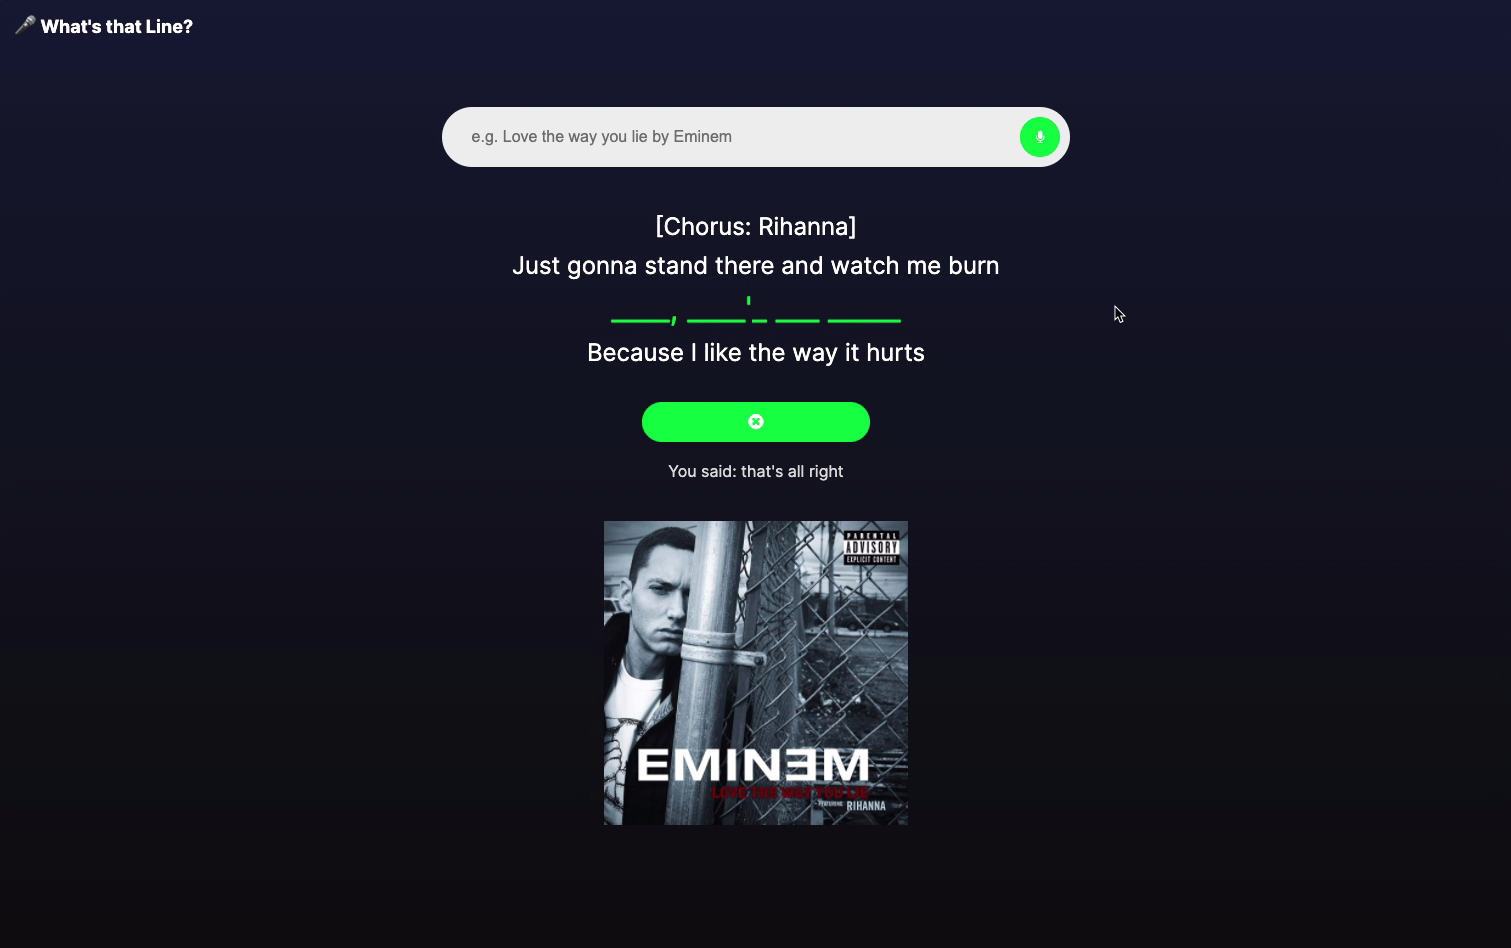 🎤 What's that Line?
e.g. Love the way you lie by Eminem
[Chorus: Rihanna]
Just gonna stand there and watch me burn
____, ____'_ ___ _____
Because I like the way it hurts
You said: that's all right
PARENTAL
ADVISORY
EXPLICIT CONTENT
EMINƎM
LOVE THE WAY YOU LIE
FEATURING RIHANNA